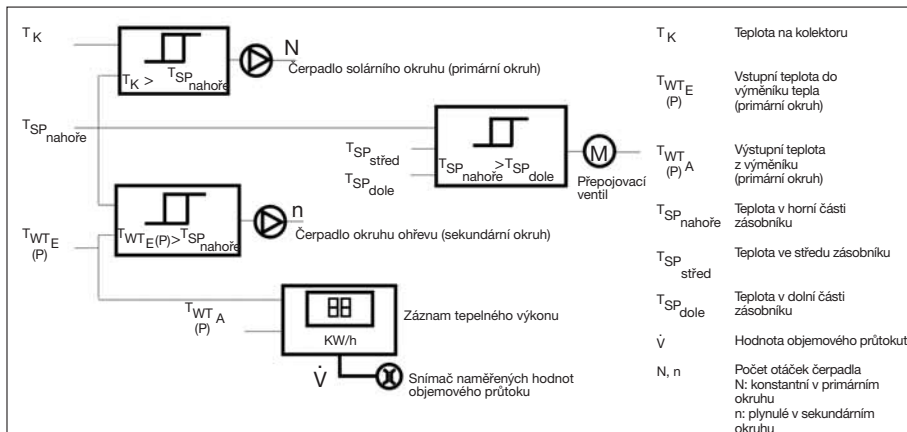 T K
T K > T SP nahoře
N
Čerpadlo solárního okruhu (primární okruh)
T SP nahoře
T SP střed
T SP dole
T SP nahoře > T SP dole
M
Přepojovací
ventil
T WT E (P) > T SP nahoře
n
Čerpadlo okruhu ohřevu (sekundární okruh)
T WT E
(P)
T WT A
(P)
88
KW/h
Záznam tepelného výkonu
V̇
Snímač naměřených hodnot
objemového průtoku
T K Teplota na kolektoru
T WT E (P) Vstupní teplota do
výměníku tepla
(primární okruh)
T WT (P) A Výstupní teplota
z výměníku
(primární okruh)
T SP nahoře Teplota v horní části
zásobníku
T SP střed Teplota ve středu zásobníku
T SP dole Teplota v dolní části
zásobníku
V̇ Hodnota objemového průtokut
N, n Počet otáček čerpadla
N: konstantní v primárním
okruhu
n: plynulé v sekundárním
okruhu